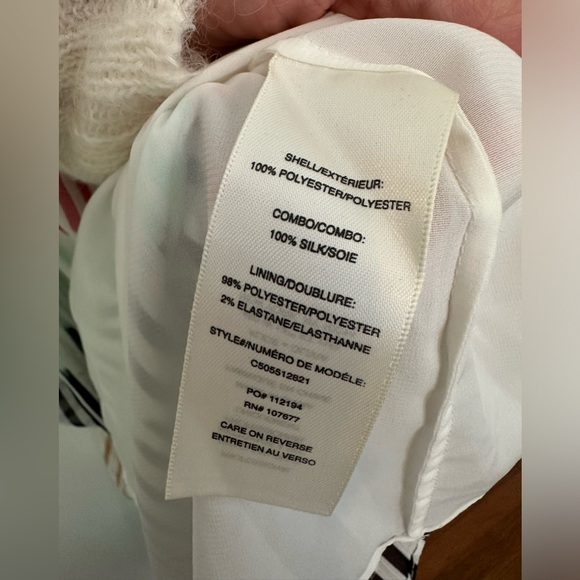 SHELL/EXTÉRIEUR:
100% POLYESTER/POLYESTER
COMBO/COMBO:
100% SILK/SOIE
LINING/DOUBLURE:
98% POLYESTER/POLYESTER
2% ELASTANE/ELASTHANNE
STYLE#/NUMÉRO DE MODÉLE:
C505512821
PO# 112194
RN# 107677
CARE ON REVERSE
ENTRETIEN AU VERSO